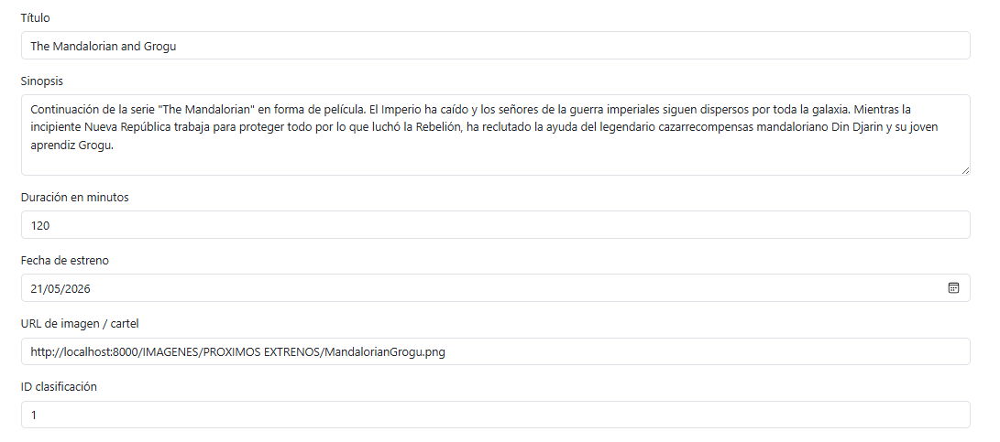 Título
The Mandalorian and Grogu
Sinopsis
Continuación de la serie "The Mandalorian" en forma de película. El Imperio ha caído y los señores de la guerra imperiales siguen dispersos por toda la galaxia. Mientras la
incipiente Nueva República trabaja para proteger todo por lo que luchó la Rebelión, ha reclutado la ayuda del legendario cazarrecompensas mandaloriano Din Djarin y su joven
aprendiz Grogu.
Duración en minutos
120
Fecha de estreno
21/05/2026
URL de imagen / cartel
http://localhost:8000/IMAGENES/PROXIMOS EXTRENOS/MandalorianGrogu.png
ID clasificación
1